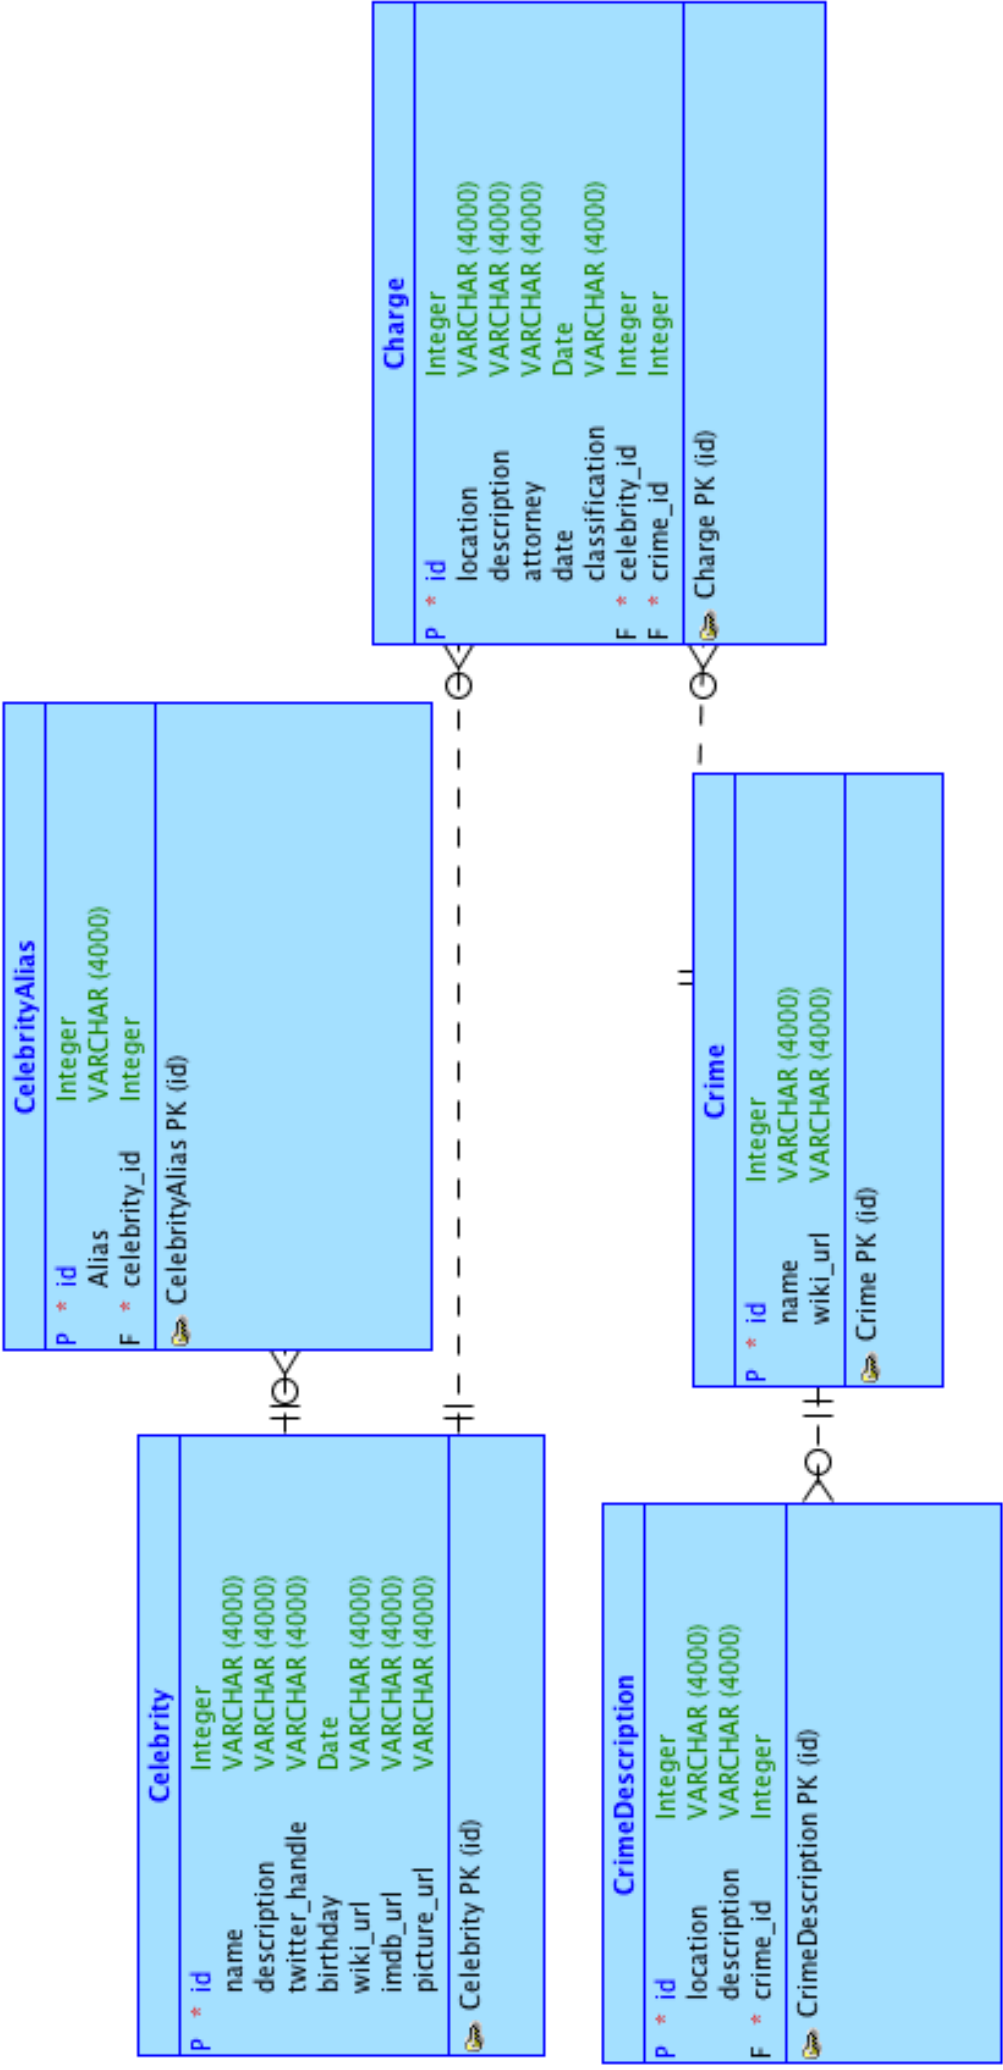 Celebrity
P * id Integer
name VARCHAR (4000)
description VARCHAR (4000)
twitter_handle VARCHAR (4000)
birthday Date
wiki_url VARCHAR (4000)
imdb_url VARCHAR (4000)
picture_url VARCHAR (4000)
Celebrity PK (id)
CelebrityAlias
P * id Integer
Alias VARCHAR (4000)
F * celebrity_id Integer
CelebrityAlias PK (id)
Charge
P * id Integer
location VARCHAR (4000)
description VARCHAR (4000)
attorney VARCHAR (4000)
date Date
classification VARCHAR (4000)
F * celebrity_id Integer
F * crime_id Integer
Charge PK (id)
CrimeDescription
P * id Integer
location VARCHAR (4000)
description VARCHAR (4000)
F * crime_id Integer
CrimeDescription PK (id)
Crime
P * id Integer
name VARCHAR (4000)
wiki_url VARCHAR (4000)
Crime PK (id)